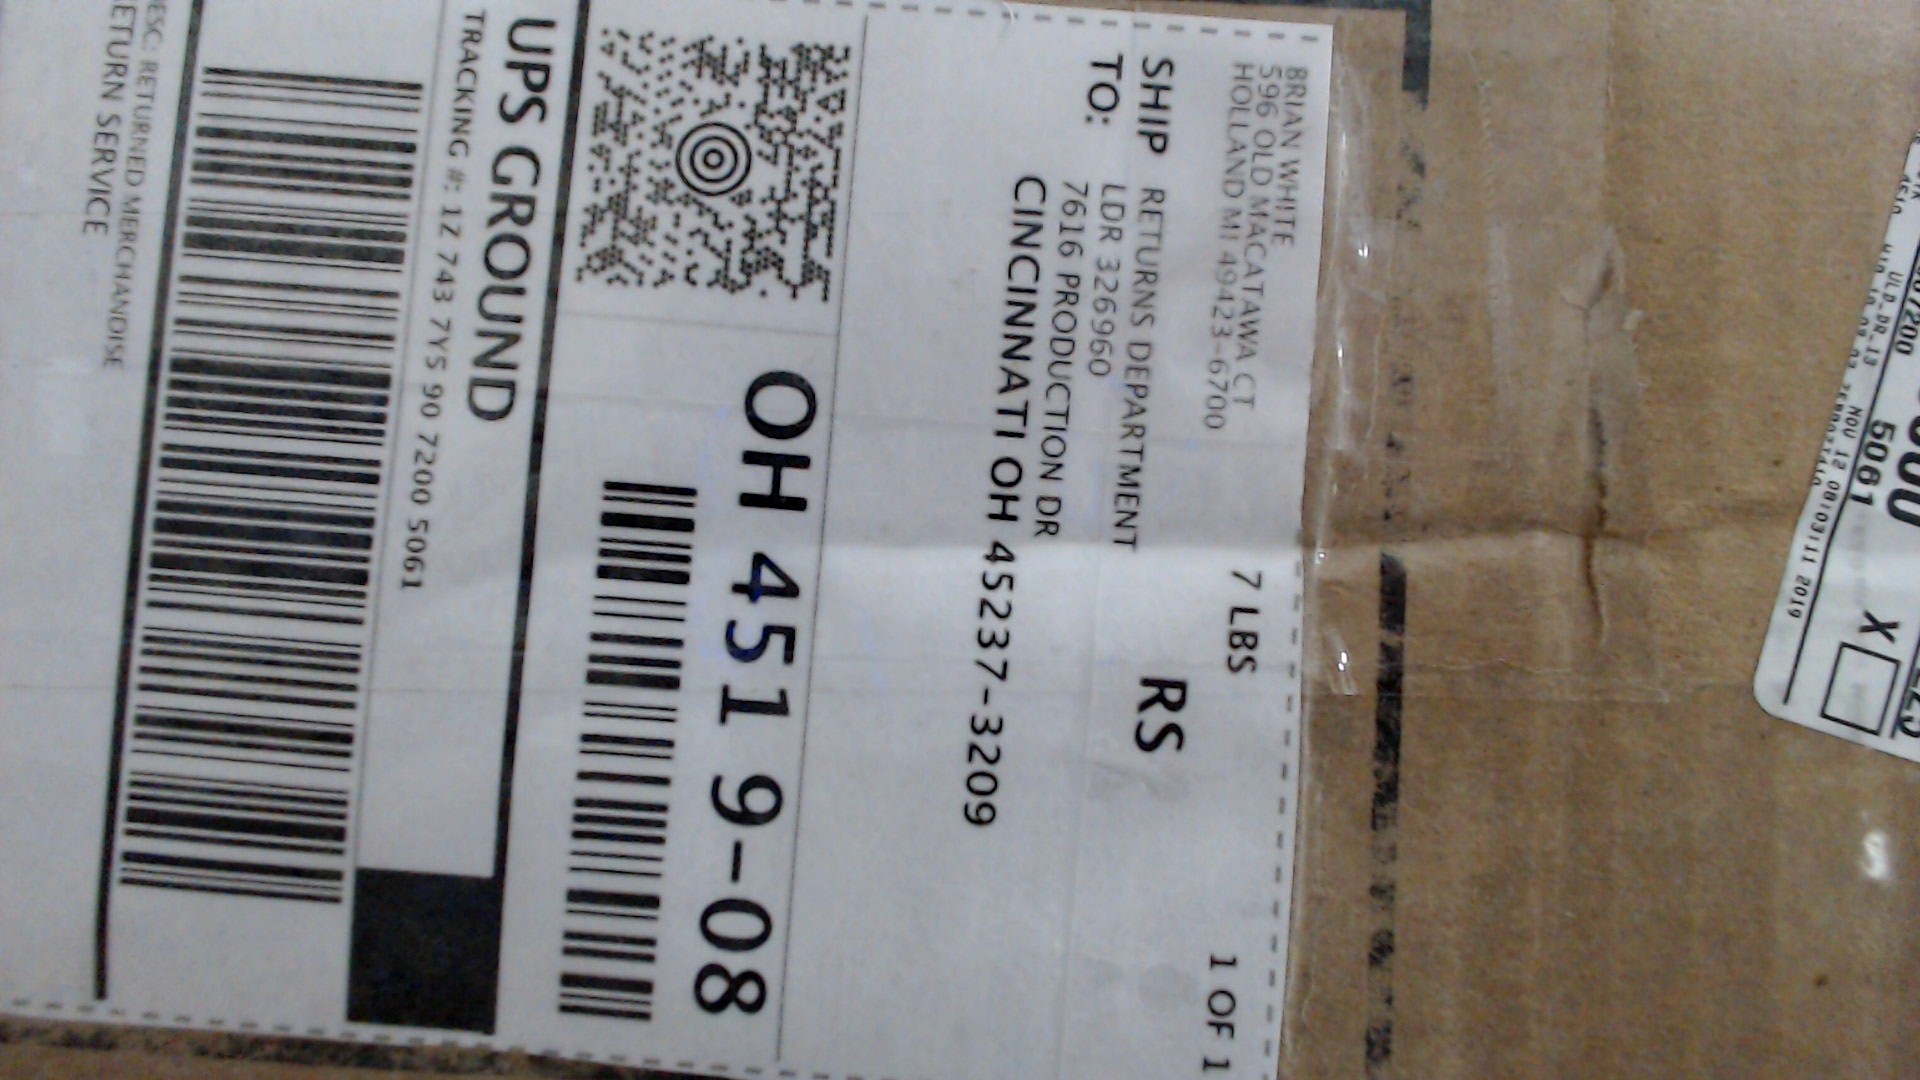 BRIAN WHITE
596 OLD MACATAWA CT
HOLLAND MI 49423-6700
7 LBS
1 OF 1
SHIP
TO:
RETURNS DEPARTMENT
LDR 326960
7616 PRODUCTION DR
CINCINNATI OH 45237-3209
RS
OH 451 9-08
UPS GROUND
TRACKING #: 1Z 743 7Y5 90 7200 5061
DESC: RETURNED MERCHANDISE
RETURN SERVICE
5061
X